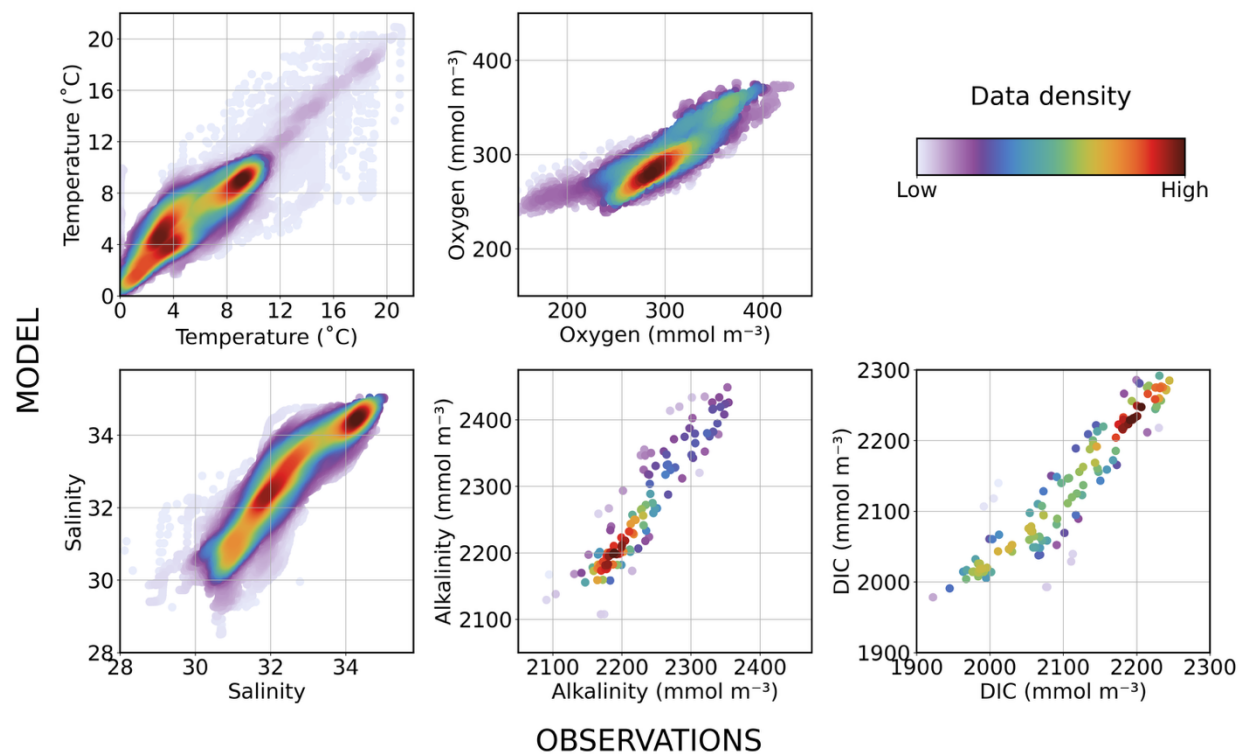 MODEL
Temperature (˚C)
20
16
12
8
4
0
0 4 8 12 16 20
Temperature (˚C)
Oxygen (mmol m⁻³)
400
300
200
200 300 400
Oxygen (mmol m⁻³)
Data density
Low High
Salinity
34
32
30
28
28 30 32 34
Salinity
Alkalinity (mmol m⁻³)
2400
2300
2200
2100
2100 2200 2300 2400
Alkalinity (mmol m⁻³)
DIC (mmol m⁻³)
2300
2200
2100
2000
1900
1900 2000 2100 2200 2300
DIC (mmol m⁻³)
OBSERVATIONS